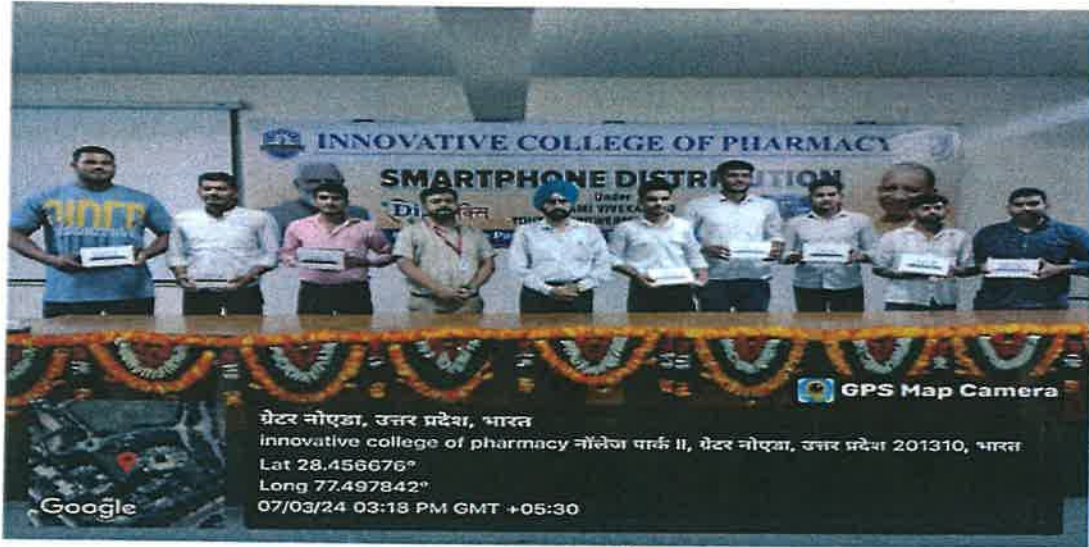 INNOVATIVE COLLEGE OF PHARMACY
SMARTPHONE DISTRIBUTION
Under
GPS Map Camera
ग्रेटर नोएडा, उत्तर प्रदेश, भारत
innovative college of pharmacy नॉलेज पार्क II, ग्रेटर नोएडा, उत्तर प्रदेश 201310, भारत
Lat 28.456676°
Long 77.497842°
07/03/24 03:18 PM GMT +05:30
Google